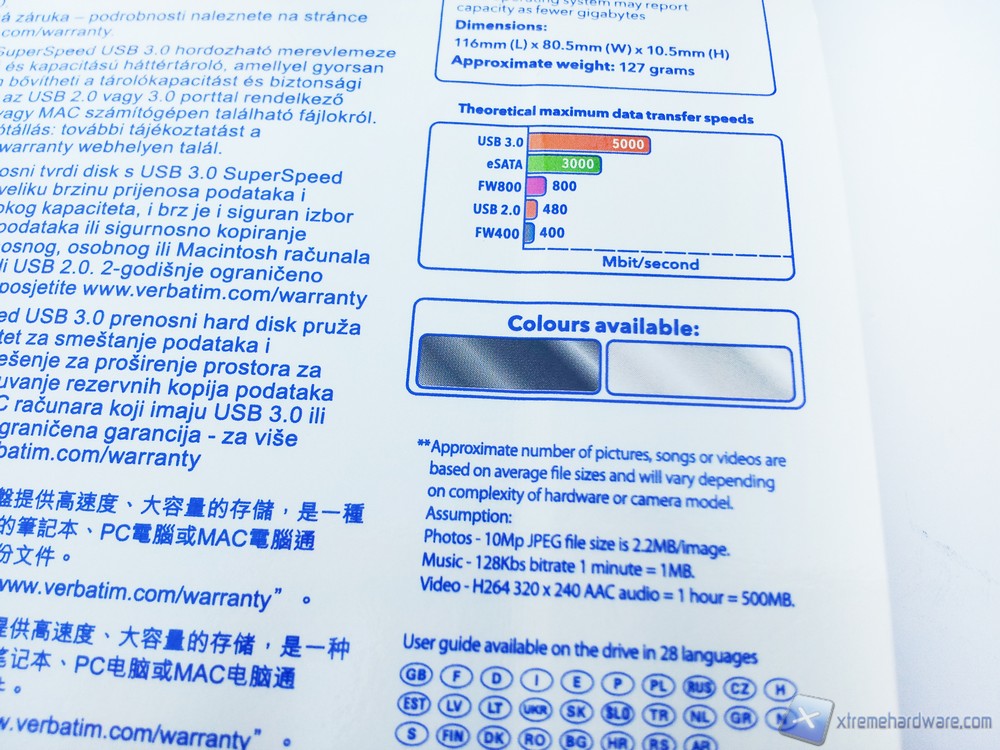 á záruka – podrobnosti naleznete na stránce
.com/warranty.
SuperSpeed USB 3.0 hordozható merevlemeze
és kapacitású háttértároló, amellyel gyorsan
bővítheti a tárolókapacitást és biztonsági
az USB 2.0 vagy 3.0 porttal rendelkező
vagy MAC számítógépen található fájlokról.
ótállás: további tájékoztatást a
warranty webhelyen talál.
osni tvrdi disk s USB 3.0 SuperSpeed
veliku brzinu prijenosa podataka i
okog kapaciteta, i brz je i siguran izbor
podataka ili sigurnosno kopiranje
osnog, osobnog ili Macintosh računala
di USB 2.0. 2-godišnje ograničeno
posjetite www.verbatim.com/warranty
ed USB 3.0 prenosni hard disk pruža
tet za smeštanje podataka i
ešenje za proširenje prostora za
uvanje rezervnih kopija podataka
C računara koji imaju USB 3.0 ili
graničena garancija - za više
batim.com/warranty
盤提供高速度、大容量的存儲，是一種
的筆記本、PC電腦或MAC電腦通
份文件。
www.verbatim.com/warranty” 。
提供高速度、大容量的存储，是一种
笔记本、PC电脑或MAC电脑通
。
w.verbatim.com/warranty” 。
operating system may report
capacity as fewer gigabytes
Dimensions:
116mm (L) x 80.5mm (W) x 10.5mm (H)
Approximate weight: 127 grams
Theoretical maximum data transfer speeds
USB 3.0 5000
eSATA 3000
FW800 800
USB 2.0 480
FW400 400
Mbit/second
Colours available:
**Approximate number of pictures, songs or videos are
based on average file sizes and will vary depending
on complexity of hardware or camera model.
Assumption:
Photos - 10Mp JPEG file size is 2.2MB/image.
Music - 128Kbs bitrate 1 minute = 1MB.
Video - H264 320 x 240 AAC audio = 1 hour = 500MB.
User guide available on the drive in 28 languages
GB F D I E P PL RUS CZ H
EST LV LT UKR SK SLO TR NL GR N
S FIN DK RO BG HR RS AR
xtremehardware.com